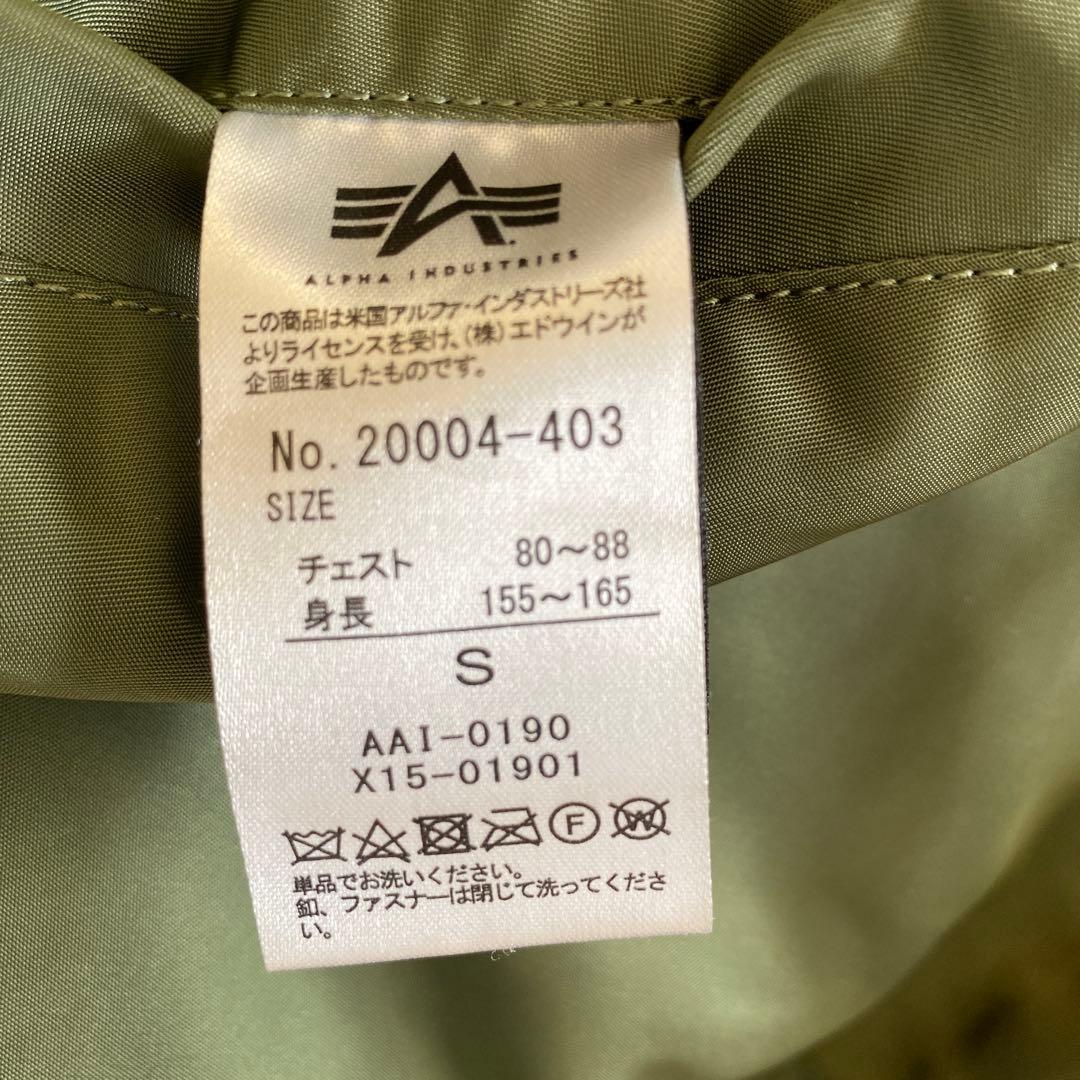 ALPHA INDUSTRIES
この商品は米国アルファ・インダストリーズ社
よりライセンスを受け、(株)エドウインが
企画生産したものです。
No. 20004-403
SIZE
チェスト 80〜88
身長 155〜165
S
AAI-0190
X15-01901
F W
単品でお洗いください。
釦、ファスナーは閉じて洗ってくださ
い。